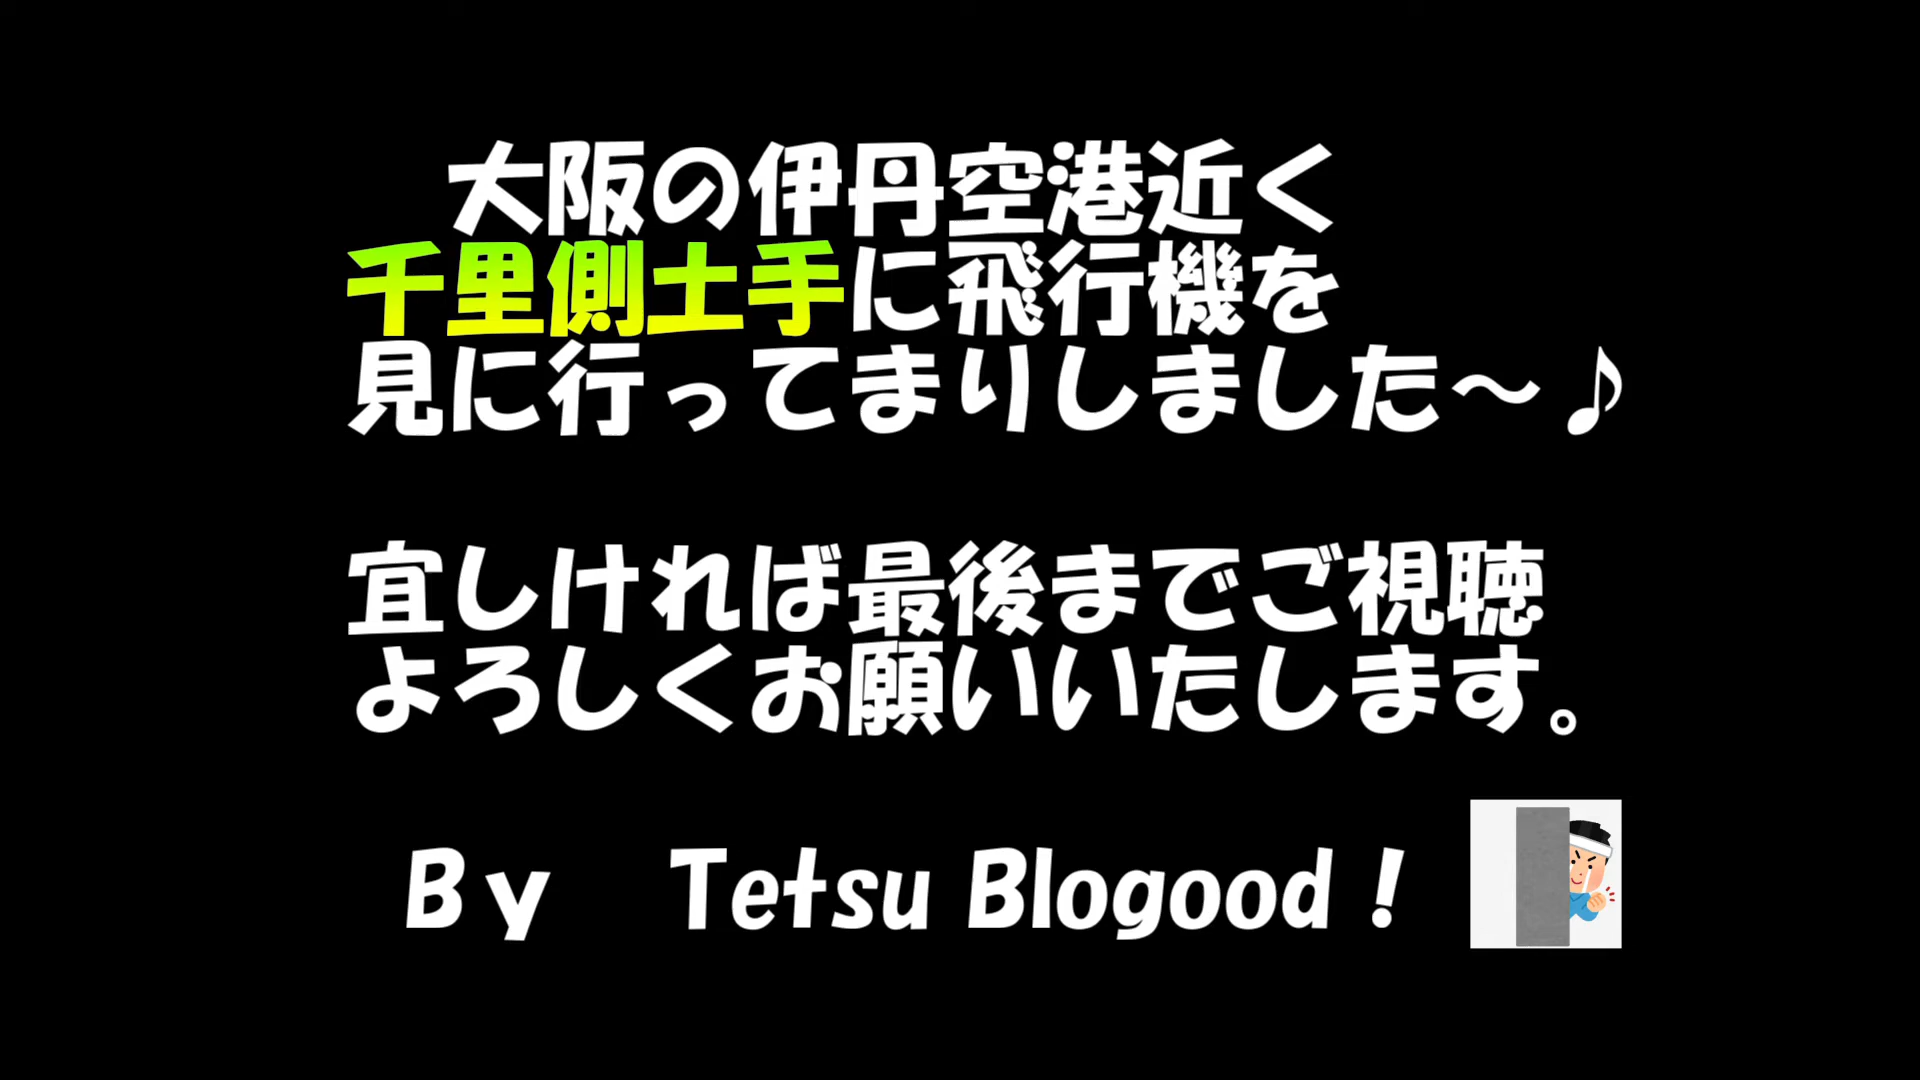 大阪の伊丹空港近く
千里側土手に飛行機を
見に行ってまりしました～♪
宜しければ最後までご視聴
よろしくお願いいたします。
By Tetsu Blogood！